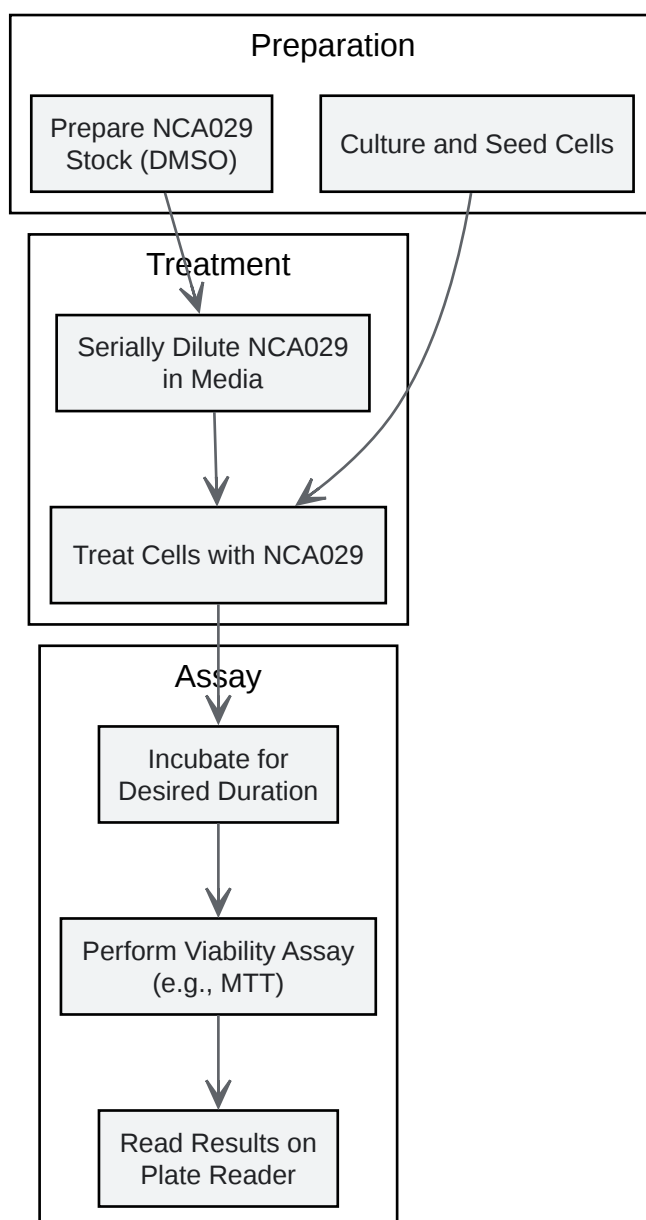 Preparation
Prepare NCA029
Stock (DMSO)
Culture and Seed Cells
Treatment
Serially Dilute NCA029
in Media
Treat Cells with NCA029
Assay
Incubate for
Desired Duration
Perform Viability Assay
(e.g., MTT)
Read Results on
Plate Reader